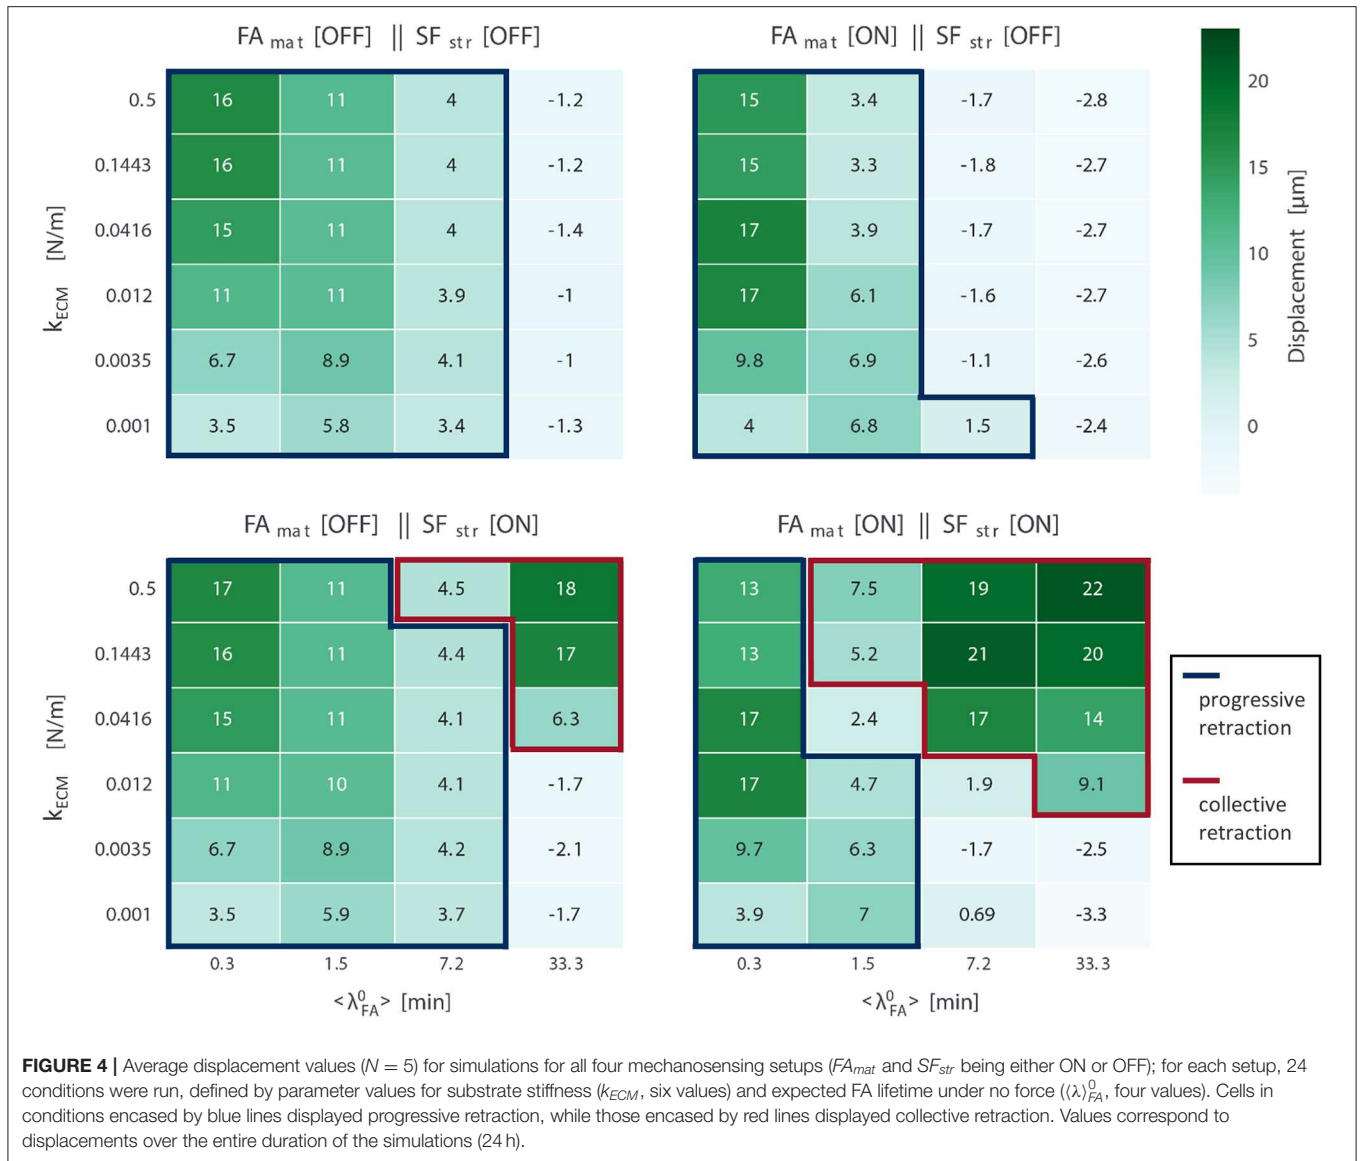 FA mat [OFF] || SF str [OFF]
FA mat [ON] || SF str [OFF]
0.5 16 11 4 -1.2
0.1443 16 11 4 -1.2
0.0416 15 11 4 -1.4
0.012 11 11 3.9 -1
0.0035 6.7 8.9 4.1 -1
0.001 3.5 5.8 3.4 -1.3
kECM [N/m]
15 3.4 -1.7 -2.8
15 3.3 -1.8 -2.7
17 3.9 -1.7 -2.7
17 6.1 -1.6 -2.7
9.8 6.9 -1.1 -2.6
4 6.8 1.5 -2.4
20
15
10
5
0
Displacement [µm]
FA mat [OFF] || SF str [ON]
FA mat [ON] || SF str [ON]
0.5 17 11 4.5 18
0.1443 16 11 4.4 17
0.0416 15 11 4.1 6.3
0.012 11 10 4.1 -1.7
0.0035 6.7 8.9 4.2 -2.1
0.001 3.5 5.9 3.7 -1.7
kECM [N/m]
0.3 1.5 7.2 33.3
<λ⁰FA> [min]
13 7.5 19 22
13 5.2 21 20
17 2.4 17 14
17 4.7 1.9 9.1
9.7 6.3 -1.7 -2.5
3.9 7 0.69 -3.3
0.3 1.5 7.2 33.3
<λ⁰FA> [min]
progressive
retraction
collective
retraction
FIGURE 4 | Average displacement values (N = 5) for simulations for all four mechanosensing setups (FAmat and SFstr being either ON or OFF); for each setup, 24
conditions were run, defined by parameter values for substrate stiffness (kECM, six values) and expected FA lifetime under no force (⟨λ⟩⁰FA, four values). Cells in
conditions encased by blue lines displayed progressive retraction, while those encased by red lines displayed collective retraction. Values correspond to
displacements over the entire duration of the simulations (24 h).